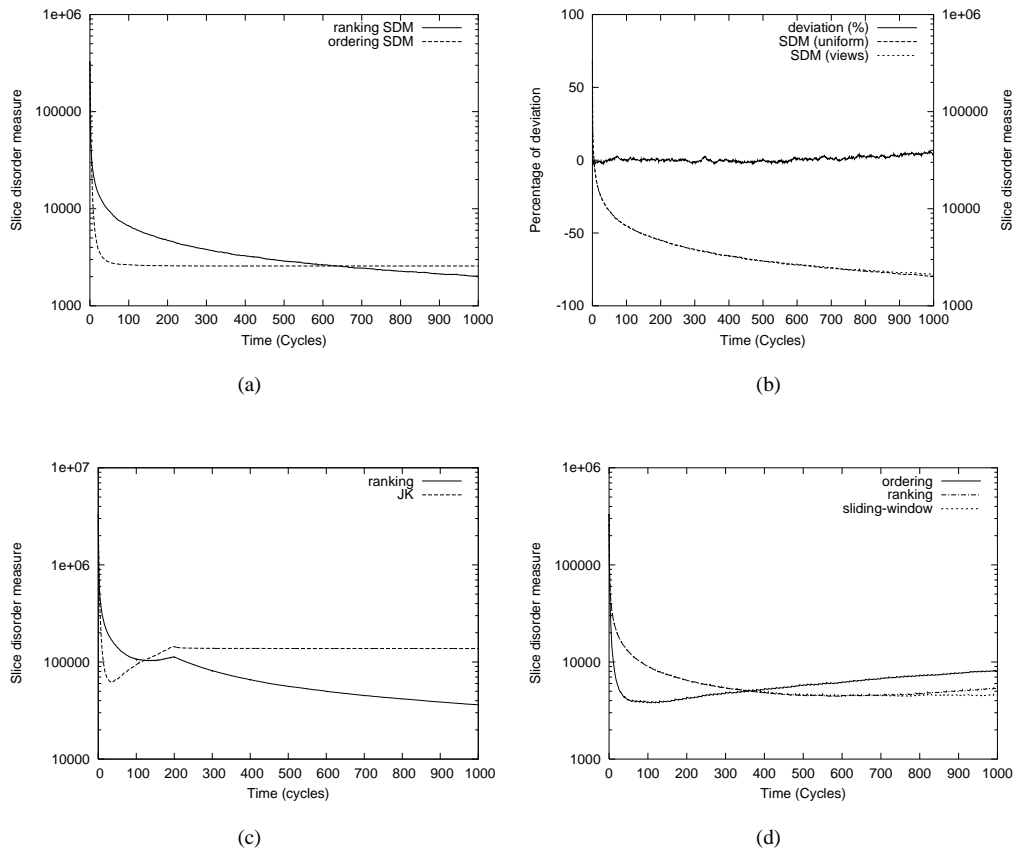 1e+06
100000
10000
1000
Slice disorder measure
ranking SDM
ordering SDM
0 100 200 300 400 500 600 700 800 900 1000
Time (Cycles)
(a)
100
50
0
-50
-100
Percentage of deviation
deviation (%)
SDM (uniform)
SDM (views)
1e+06
100000
10000
1000
Slice disorder measure
0 100 200 300 400 500 600 700 800 900 1000
Time (Cycles)
(b)
1e+07
1e+06
100000
10000
Slice disorder measure
ranking
JK
0 100 200 300 400 500 600 700 800 900 1000
Time (cycles)
(c)
1e+06
100000
10000
1000
Slice disorder measure
ordering
ranking
sliding-window
0 100 200 300 400 500 600 700 800 900 1000
Time (Cycles)
(d)